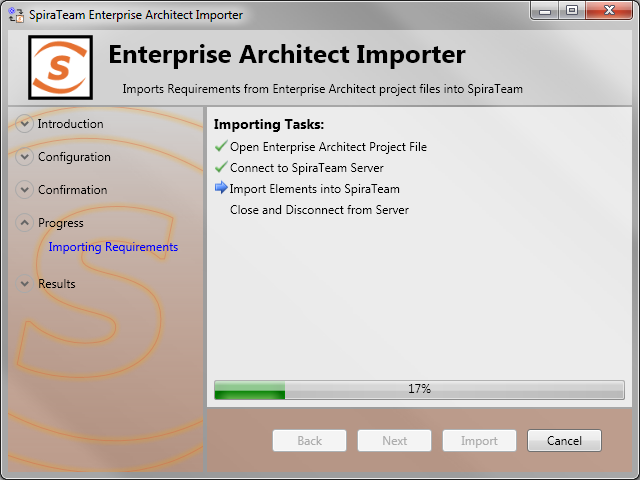 SpiraTeam Enterprise Architect Importer
S
Enterprise Architect Importer
Imports Requirements from Enterprise Architect project files into SpiraTeam
Introduction
Configuration
Confirmation
Progress
Importing Requirements
Results
Importing Tasks:
Open Enterprise Architect Project File
Connect to SpiraTeam Server
Import Elements into SpiraTeam
Close and Disconnect from Server
17%
Back
Next
Import
Cancel